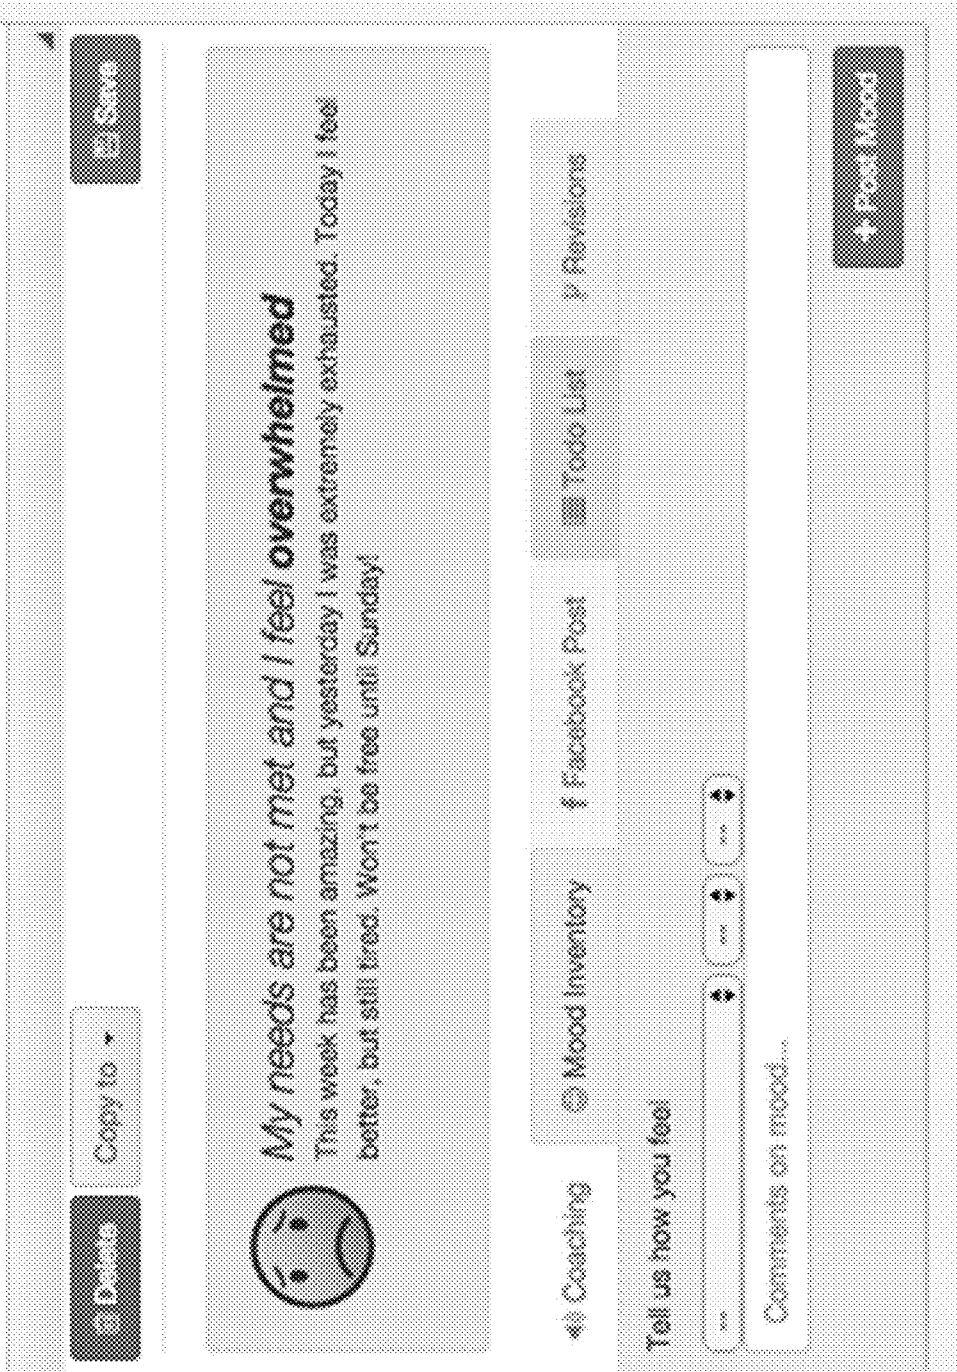 Delete Copy to Save
My needs are not met and I feel overwhelmed
This week has been amazing, but yesterday I was extremely exhausted. Today I feel
better, but still tired. Won't be free until Sunday!
Coaching Mood Inventory Facebook Post Todo List Revisions
Tell us how you feel
--- --- ---
Comments on mood...
+ Post Mood